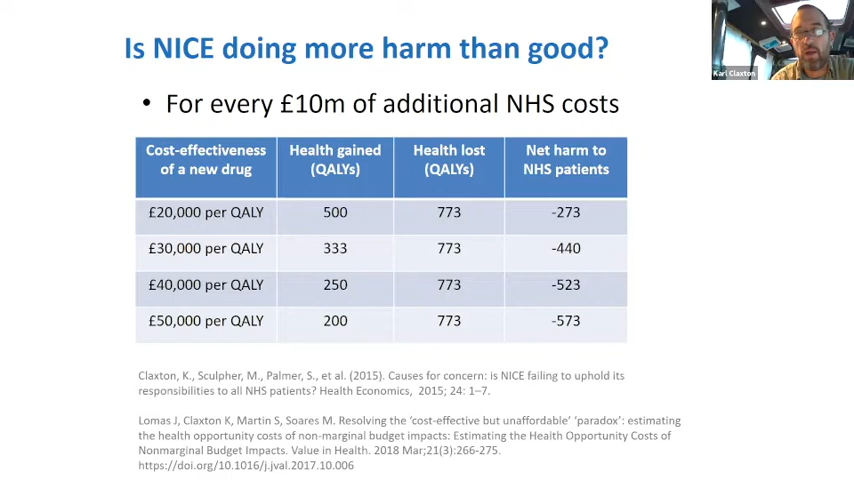 Is NICE doing more harm than good?
Karl Claxton
• For every £10m of additional NHS costs
Cost-effectiveness of a new drug Health gained (QALYs) Health lost (QALYs) Net harm to NHS patients
£20,000 per QALY 500 773 -273
£30,000 per QALY 333 773 -440
£40,000 per QALY 250 773 -523
£50,000 per QALY 200 773 -573
Claxton, K., Sculpher, M., Palmer, S., et al. (2015). Causes for concern: is NICE failing to uphold its
responsibilities to all NHS patients? Health Economics, 2015; 24: 1–7.
Lomas J, Claxton K, Martin S, Soares M. Resolving the ‘cost-effective but unaffordable’ ‘paradox’: estimating
the health opportunity costs of non-marginal budget impacts: Estimating the Health Opportunity Costs of
Nonmarginal Budget Impacts. Value in Health. 2018 Mar;21(3):266-275.
https://doi.org/10.1016/j.jval.2017.10.006